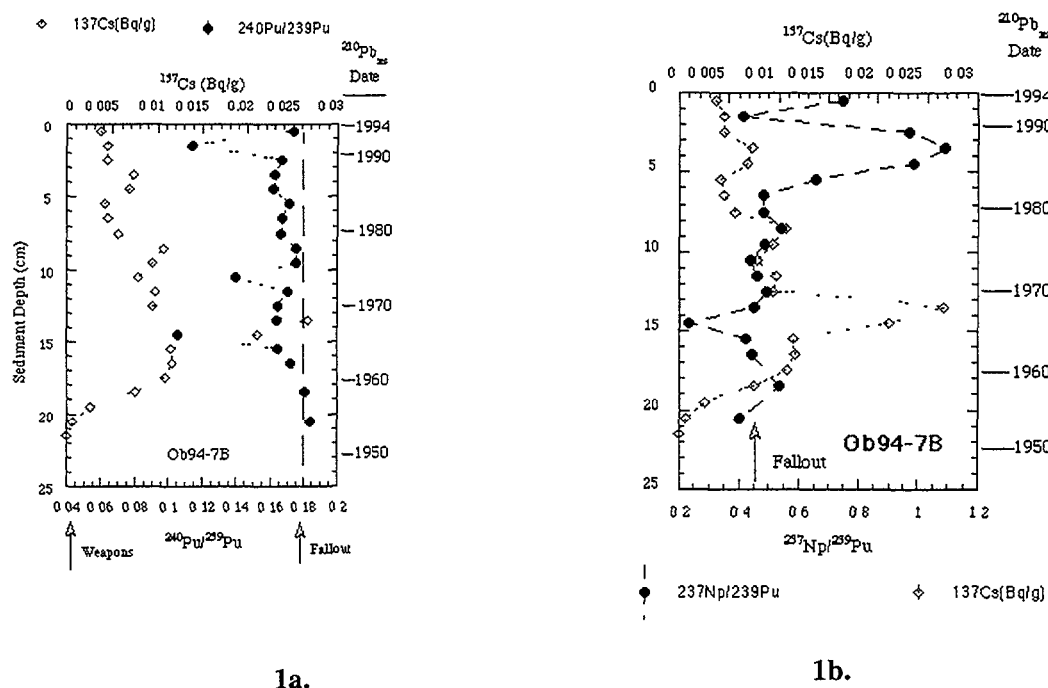 137Cs{Bq/g) 240Pu/239Pu
²¹⁰Pb_xs
Date
¹³⁷Cs (Bq/g)
0 0 005 0 01 0 015 0 02 0 025 0 03
0
5
10
15
20
25
Sediment Depth (cm)
1994
1990
1980
1970
1960
1950
Ob94-7B
0 04 0 06 0 08 0 1 0 12 0 14 0 16 0 18 0 2
²⁴⁰Pu/²³⁹Pu
Weapons
Fallout
1a.
¹³⁷Cs(Bq/g)
²¹⁰Pb_xs
Date
0 0 005 0 01 0 015 0 02 0 025 0 03
0
5
10
15
20
25
1994
1990
1980
1970
1960
1950
Fallout
Ob94-7B
0 2 0 4 0 6 0 8 1 1 2
²³⁷Np/²³⁹Pu
237Np/239Pu 137Cs{Bq/g}
1b.